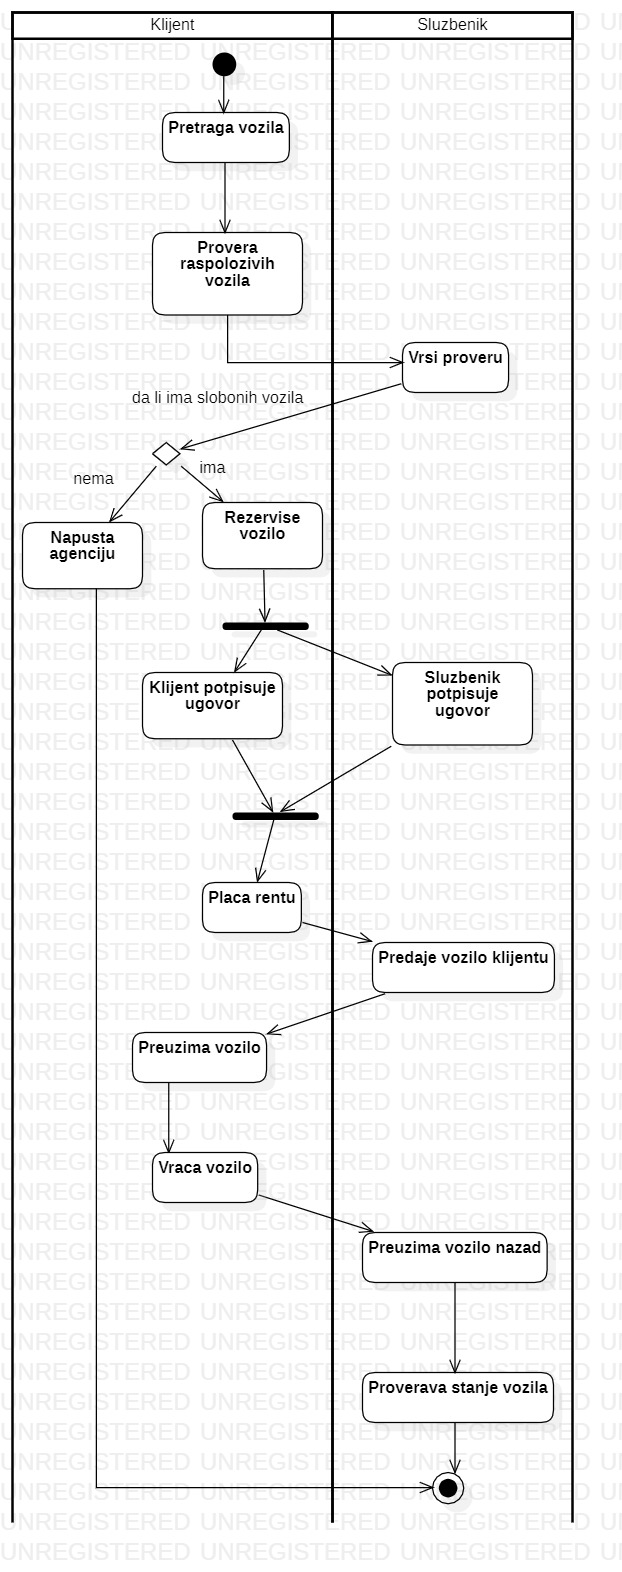 Klijent
Sluzbenik
Pretraga vozila
Provera
raspolozivih
vozila
Vrsi proveru
da li ima slobonih vozila
nema
ima
Napusta
agenciju
Rezervise
vozilo
Klijent potpisuje
ugovor
Sluzbenik
potpisuje
ugovor
Placa rentu
Predaje vozilo klijentu
Preuzima vozilo
Vraca vozilo
Preuzima vozilo nazad
Proverava stanje vozila
UNREGISTERED